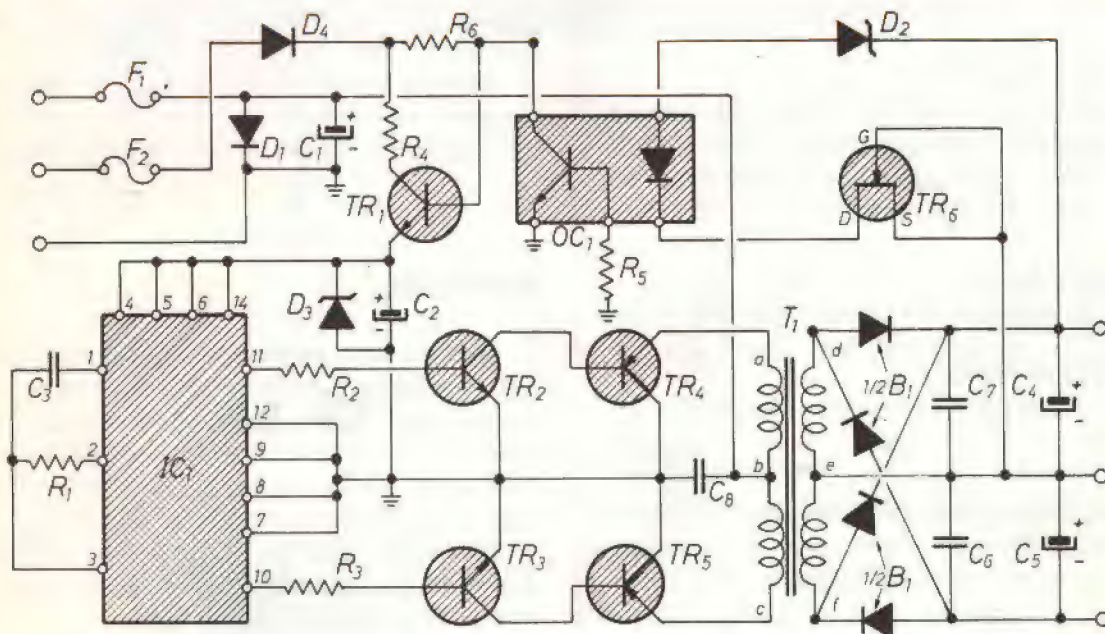 D4
R6
D2
F1
F2
D1
+
C1
-
R4
TR1
OC1
R5
G
D
S
TR6
4
5
6
14
D3
+
C2
-
T1
1
C3
2
R1
3
IC1
11
R2
12
9
8
7
10
R3
TR2
TR4
TR3
TR5
C8
a
b
c
d
e
f
1/2 B1
1/2 B1
C7
C6
+
C4
-
+
C5
-